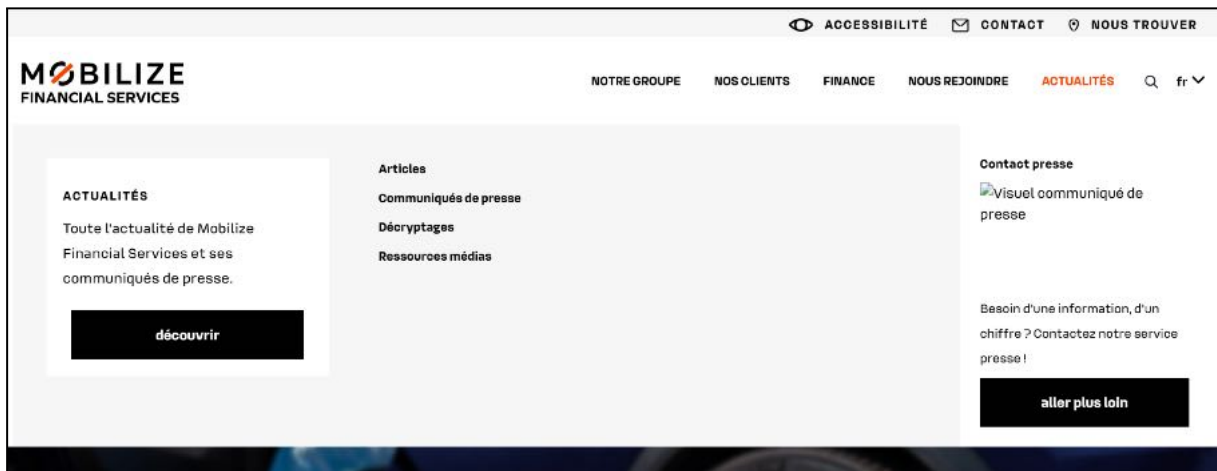 ACCESSIBILITÉ CONTACT NOUS TROUVER
MOBILIZE
FINANCIAL SERVICES
NOTRE GROUPE NOS CLIENTS FINANCE NOUS REJOINDRE ACTUALITÉS fr
ACTUALITÉS
Toute l'actualité de Mobilize
Financial Services et ses
communiqués de presse.
découvrir
Articles
Communiqués de presse
Décryptages
Ressources médias
Contact presse
Visuel communiqué de
presse
Besoin d'une information, d'un
chiffre ? Contactez notre service
presse !
aller plus loin